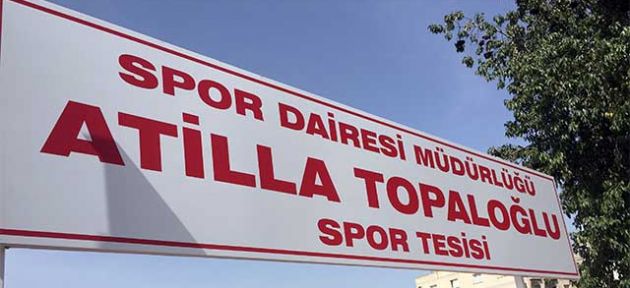 SPOR DAİRESİ MÜDÜRLÜĞÜ
ATİLLA TOPALOĞLU
SPOR TESİSİ